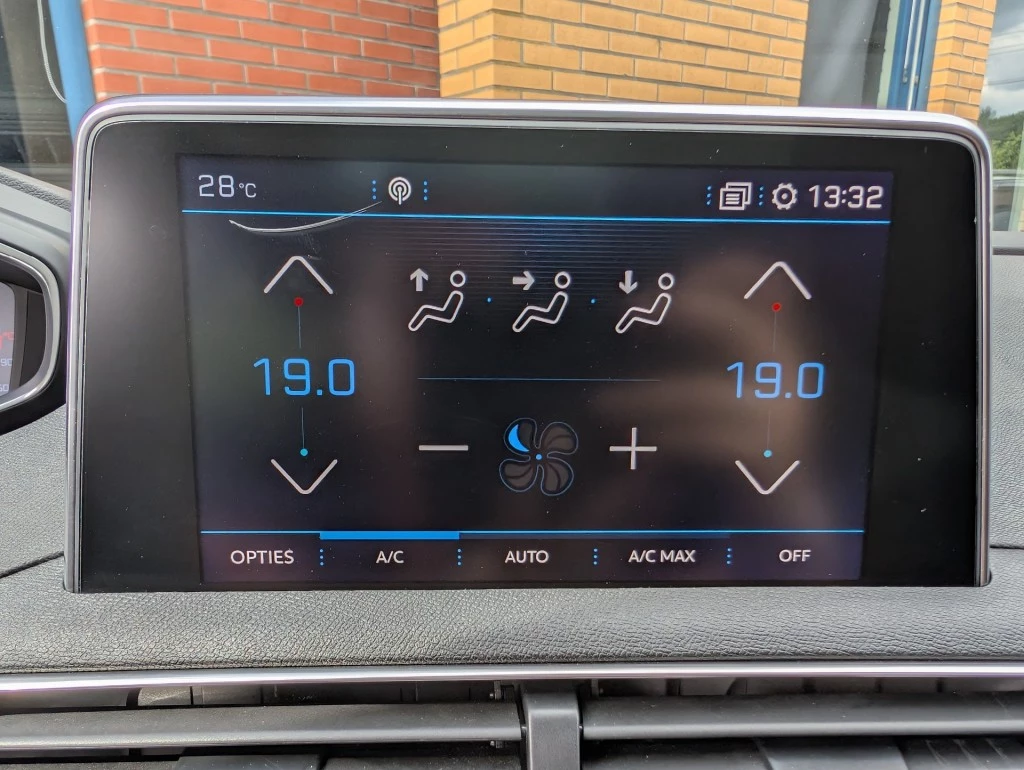 28°C 13:32
19.0 19.0
OPTIES A/C AUTO A/C MAX OFF